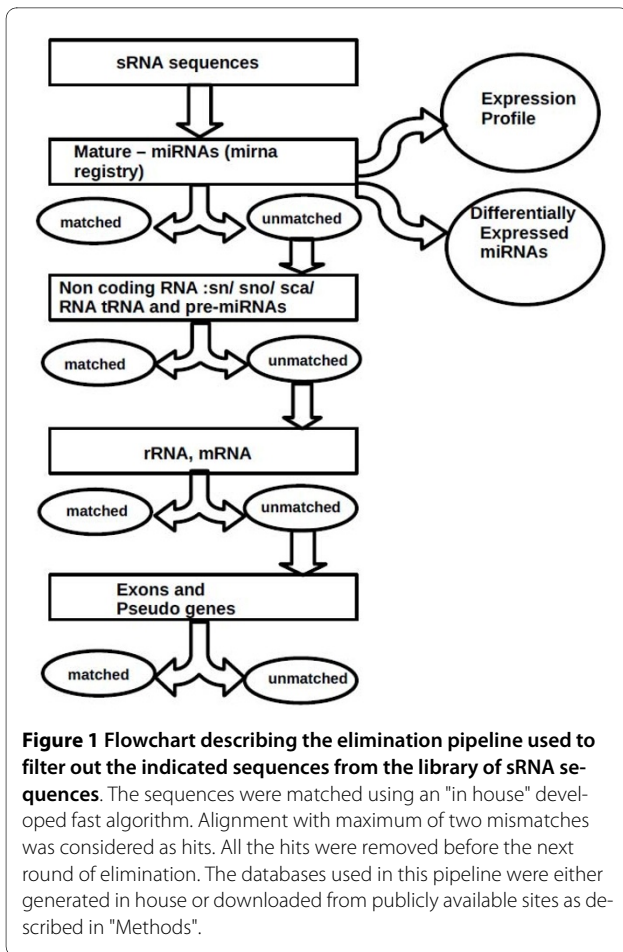 sRNA sequences
Expression
Profile
Mature – miRNAs (mirna
registry)
matched
unmatched
Differentially
Expressed
miRNAs
Non coding RNA :sn/ sno/ sca/
RNA tRNA and pre-miRNAs
matched
unmatched
rRNA, mRNA
matched
unmatched
Exons and
Pseudo genes
matched
unmatched
Figure 1 Flowchart describing the elimination pipeline used to
filter out the indicated sequences from the library of sRNA se-
quences. The sequences were matched using an "in house" devel-
oped fast algorithm. Alignment with maximum of two mismatches
was considered as hits. All the hits were removed before the next
round of elimination. The databases used in this pipeline were either
generated in house or downloaded from publicly available sites as de-
scribed in "Methods".